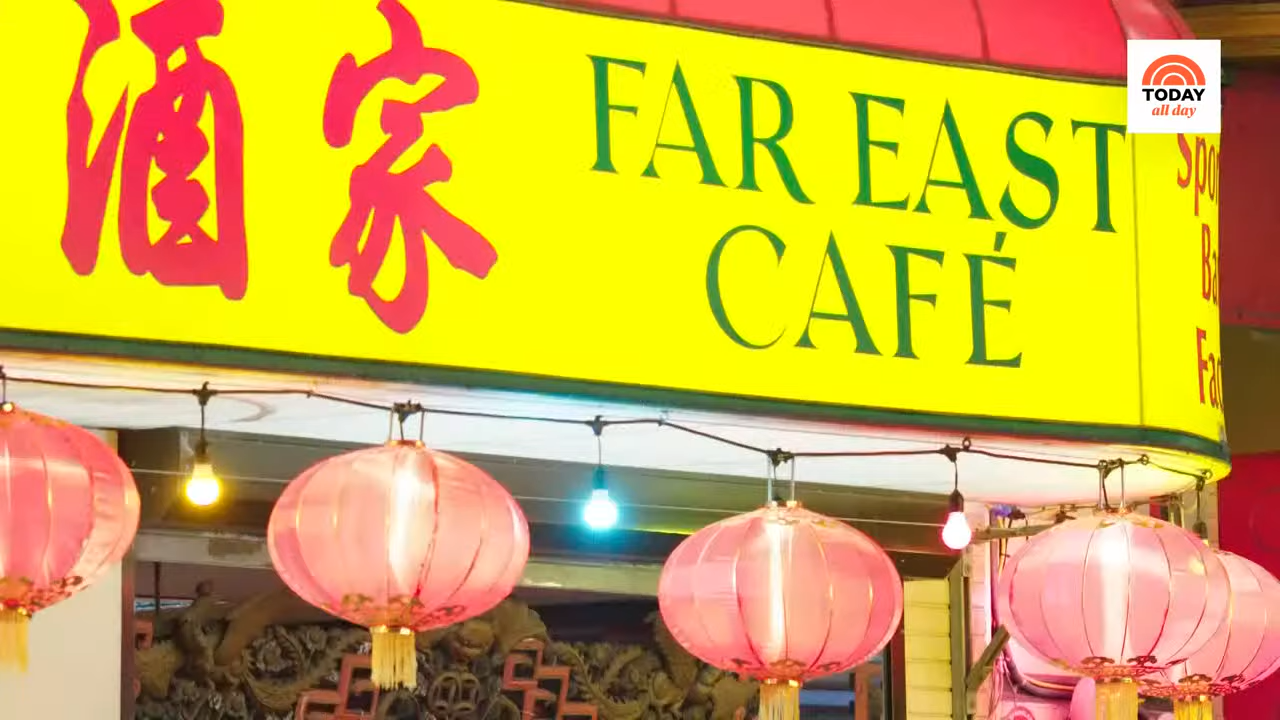 酒家
FAR EAST
CAFÉ
TODAY
all day